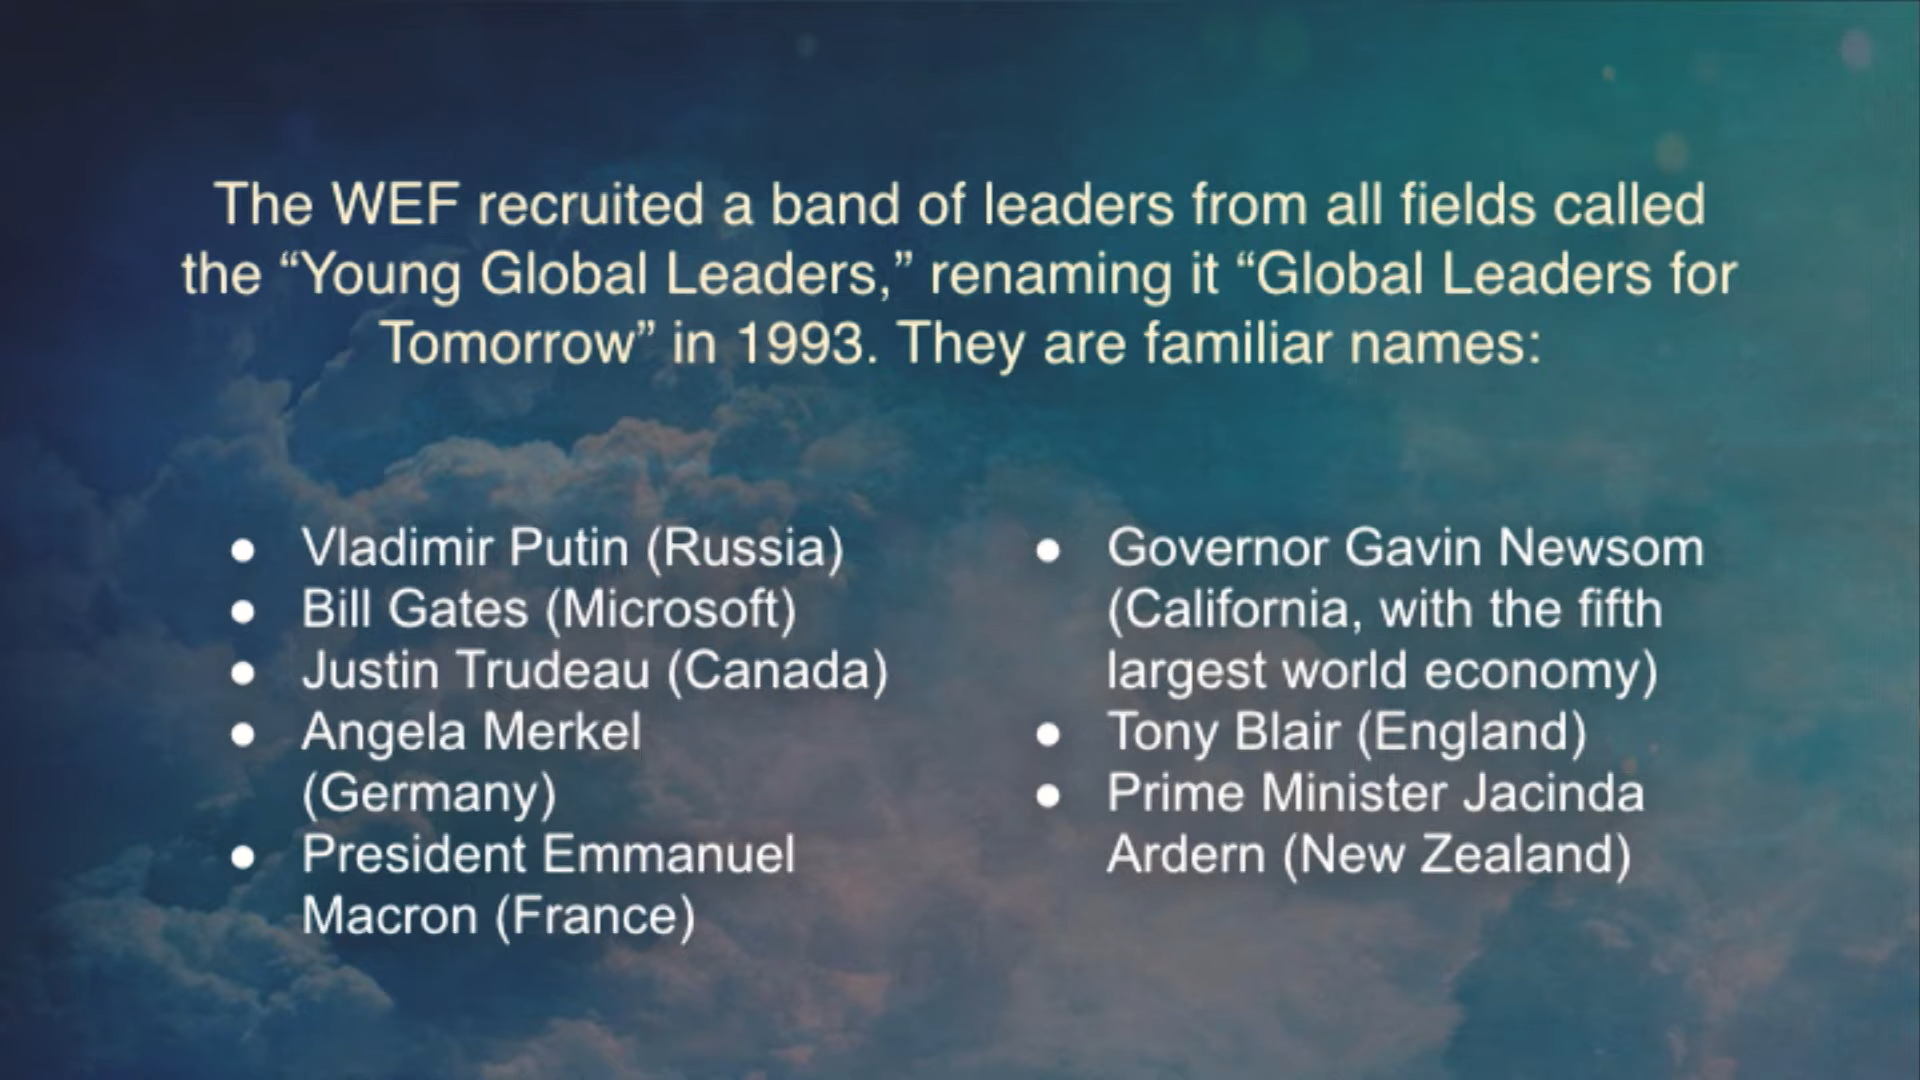 The WEF recruited a band of leaders from all fields called
the “Young Global Leaders,” renaming it “Global Leaders for
Tomorrow” in 1993. They are familiar names:
● Vladimir Putin (Russia)
● Bill Gates (Microsoft)
● Justin Trudeau (Canada)
● Angela Merkel
(Germany)
● President Emmanuel
Macron (France)
● Governor Gavin Newsom
(California, with the fifth
largest world economy)
● Tony Blair (England)
● Prime Minister Jacinda
Ardern (New Zealand)